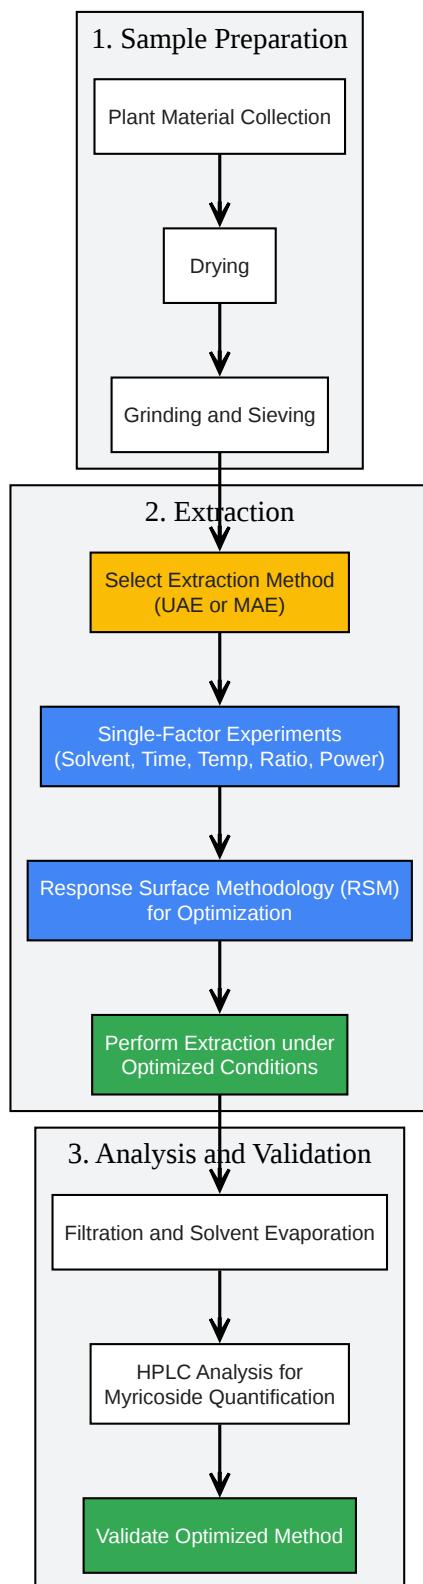 1. Sample Preparation
Plant Material Collection
Drying
Grinding and Sieving
2. Extraction
Select Extraction Method
(UAE or MAE)
Single-Factor Experiments
(Solvent, Time, Temp, Ratio, Power)
Response Surface Methodology (RSM)
for Optimization
Perform Extraction under
Optimized Conditions
3. Analysis and Validation
Filtration and Solvent Evaporation
HPLC Analysis for
Myricoside Quantification
Validate Optimized Method